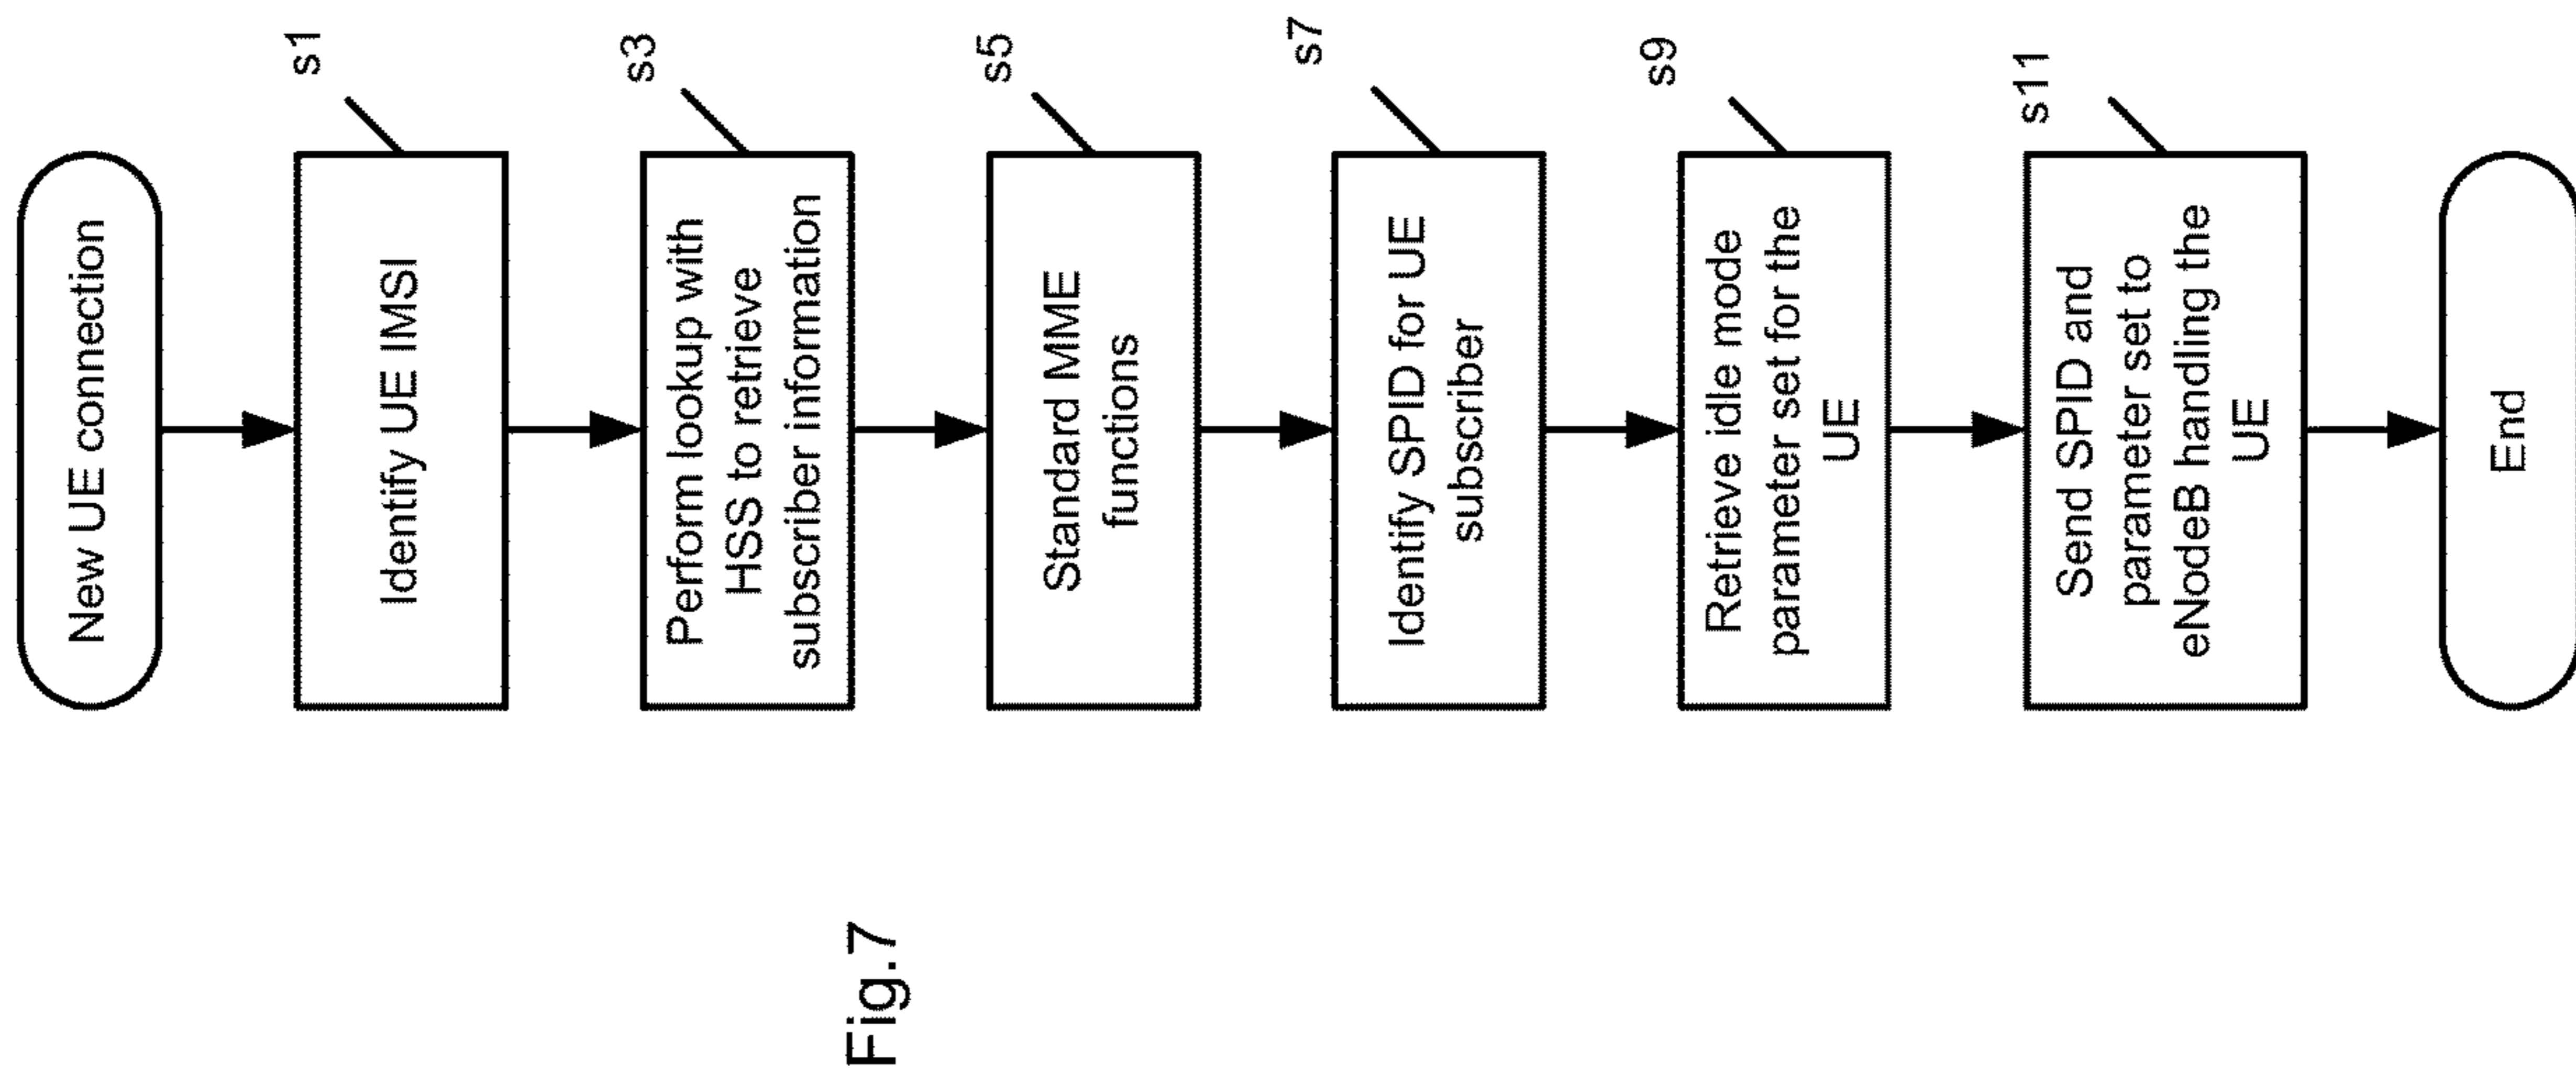 New UE connection
s1
Identify UE IMSI
s3
Perform lookup with
HSS to retrieve
subscriber information
s5
Standard MME
functions
s7
Identify SPID for UE
subscriber
s9
Retrieve idle mode
parameter set for the
UE
s11
Send SPID and
parameter set to
eNodeB handling the
UE
End
Fig.7